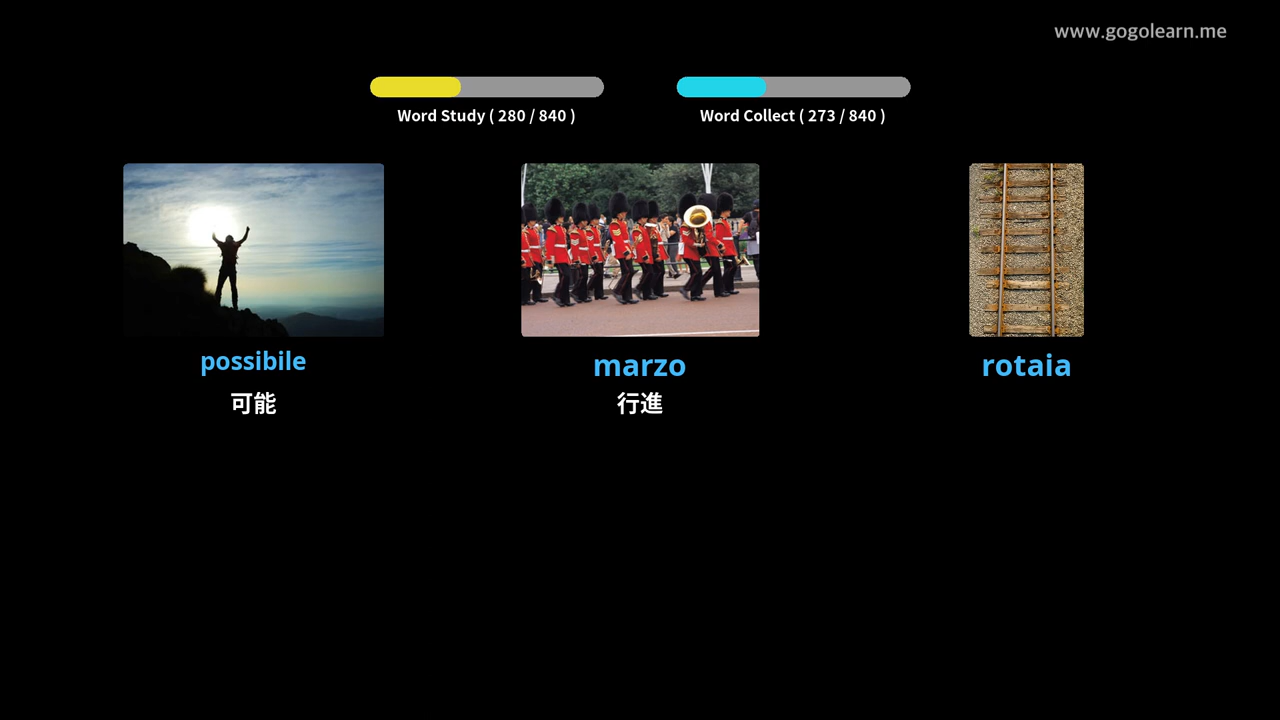 www.gogolearn.me
Word Study ( 280 / 840 )
Word Collect ( 273 / 840 )
possibile
marzo
rotaia
可能
行進